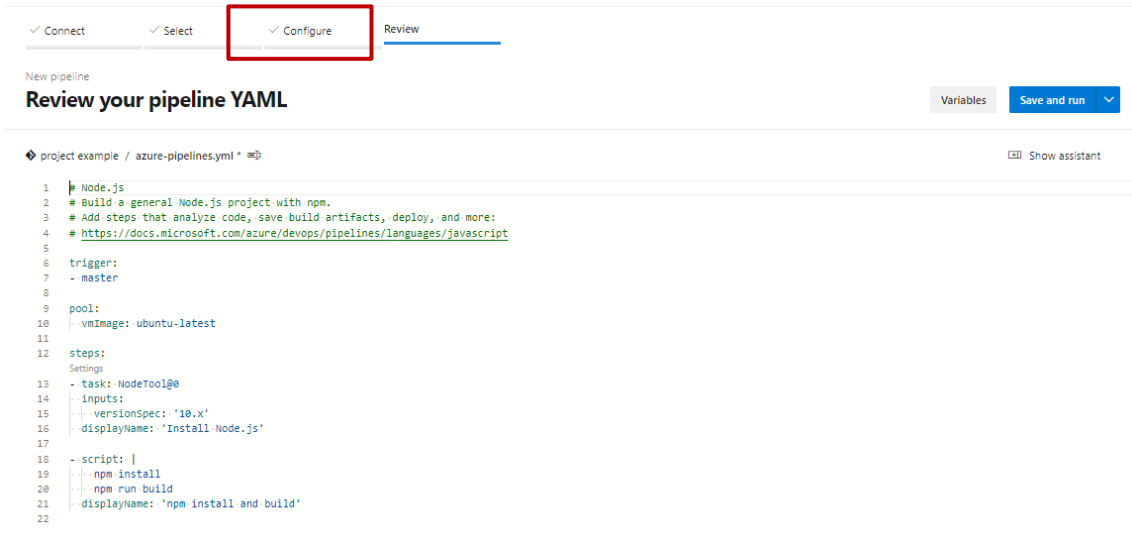 Connect
Select
Configure
Review
New pipeline
Review your pipeline YAML
Variables
Save and run
project example / azure-pipelines.yml *
Show assistant
1 # Node.js
2 # Build a general Node.js project with npm.
3 # Add steps that analyze code, save build artifacts, deploy, and more:
4 # https://docs.microsoft.com/azure/devops/pipelines/languages/javascript
5
6 trigger:
7 - master
8
9 pool:
10   vmImage: ubuntu-latest
11
12 steps:
Settings
13 - task: NodeTool@0
14   inputs:
15     versionSpec: '10.x'
16   displayName: 'Install Node.js'
17
18 - script: |
19     npm install
20     npm run build
21   displayName: 'npm install and build'
22